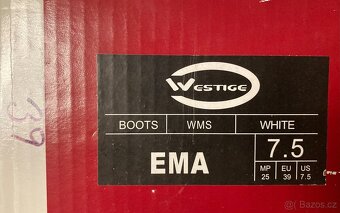 39
WESTIGE
BOOTS WMS WHITE
EMA 7.5
MP EU US
25 39 7.5
Bazos.cz